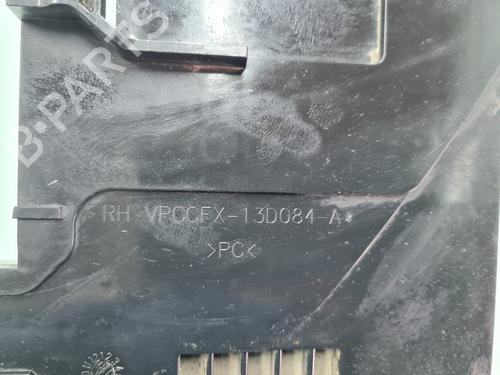 B-PARTS
RH VPCCFX-13D084-A
>PC<